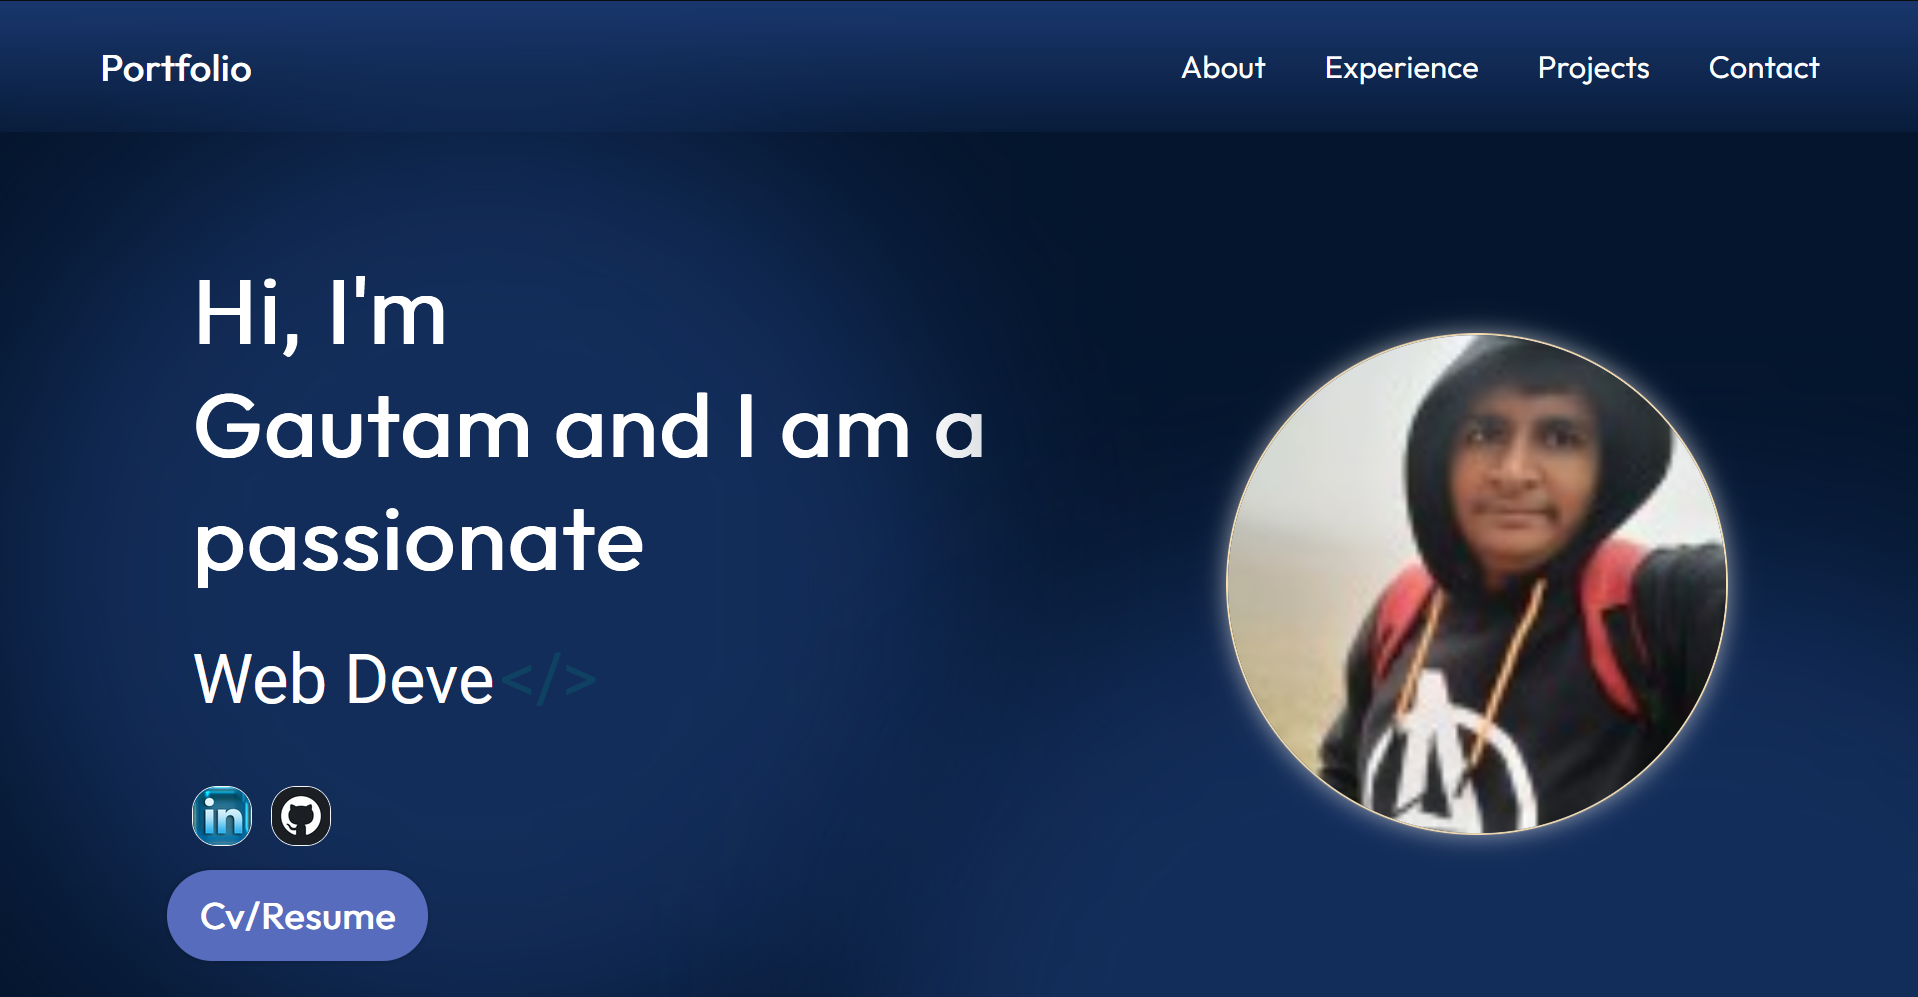 Portfolio
About Experience Projects Contact
Hi, I'm
Gautam and I am a
passionate
Web Deve</>
in
Cv/Resume